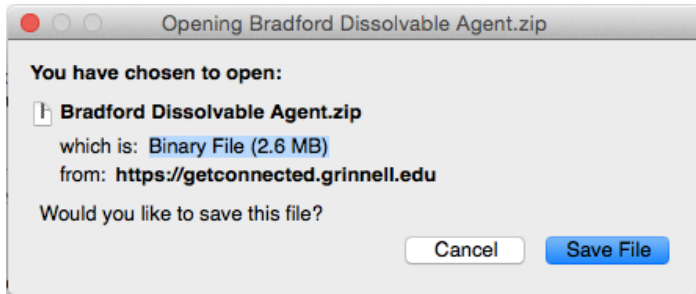 Opening Bradford Dissolvable Agent.zip
You have chosen to open:
Bradford Dissolvable Agent.zip
which is: Binary File (2.6 MB)
from: https://getconnected.grinnell.edu
Would you like to save this file?
Cancel Save File